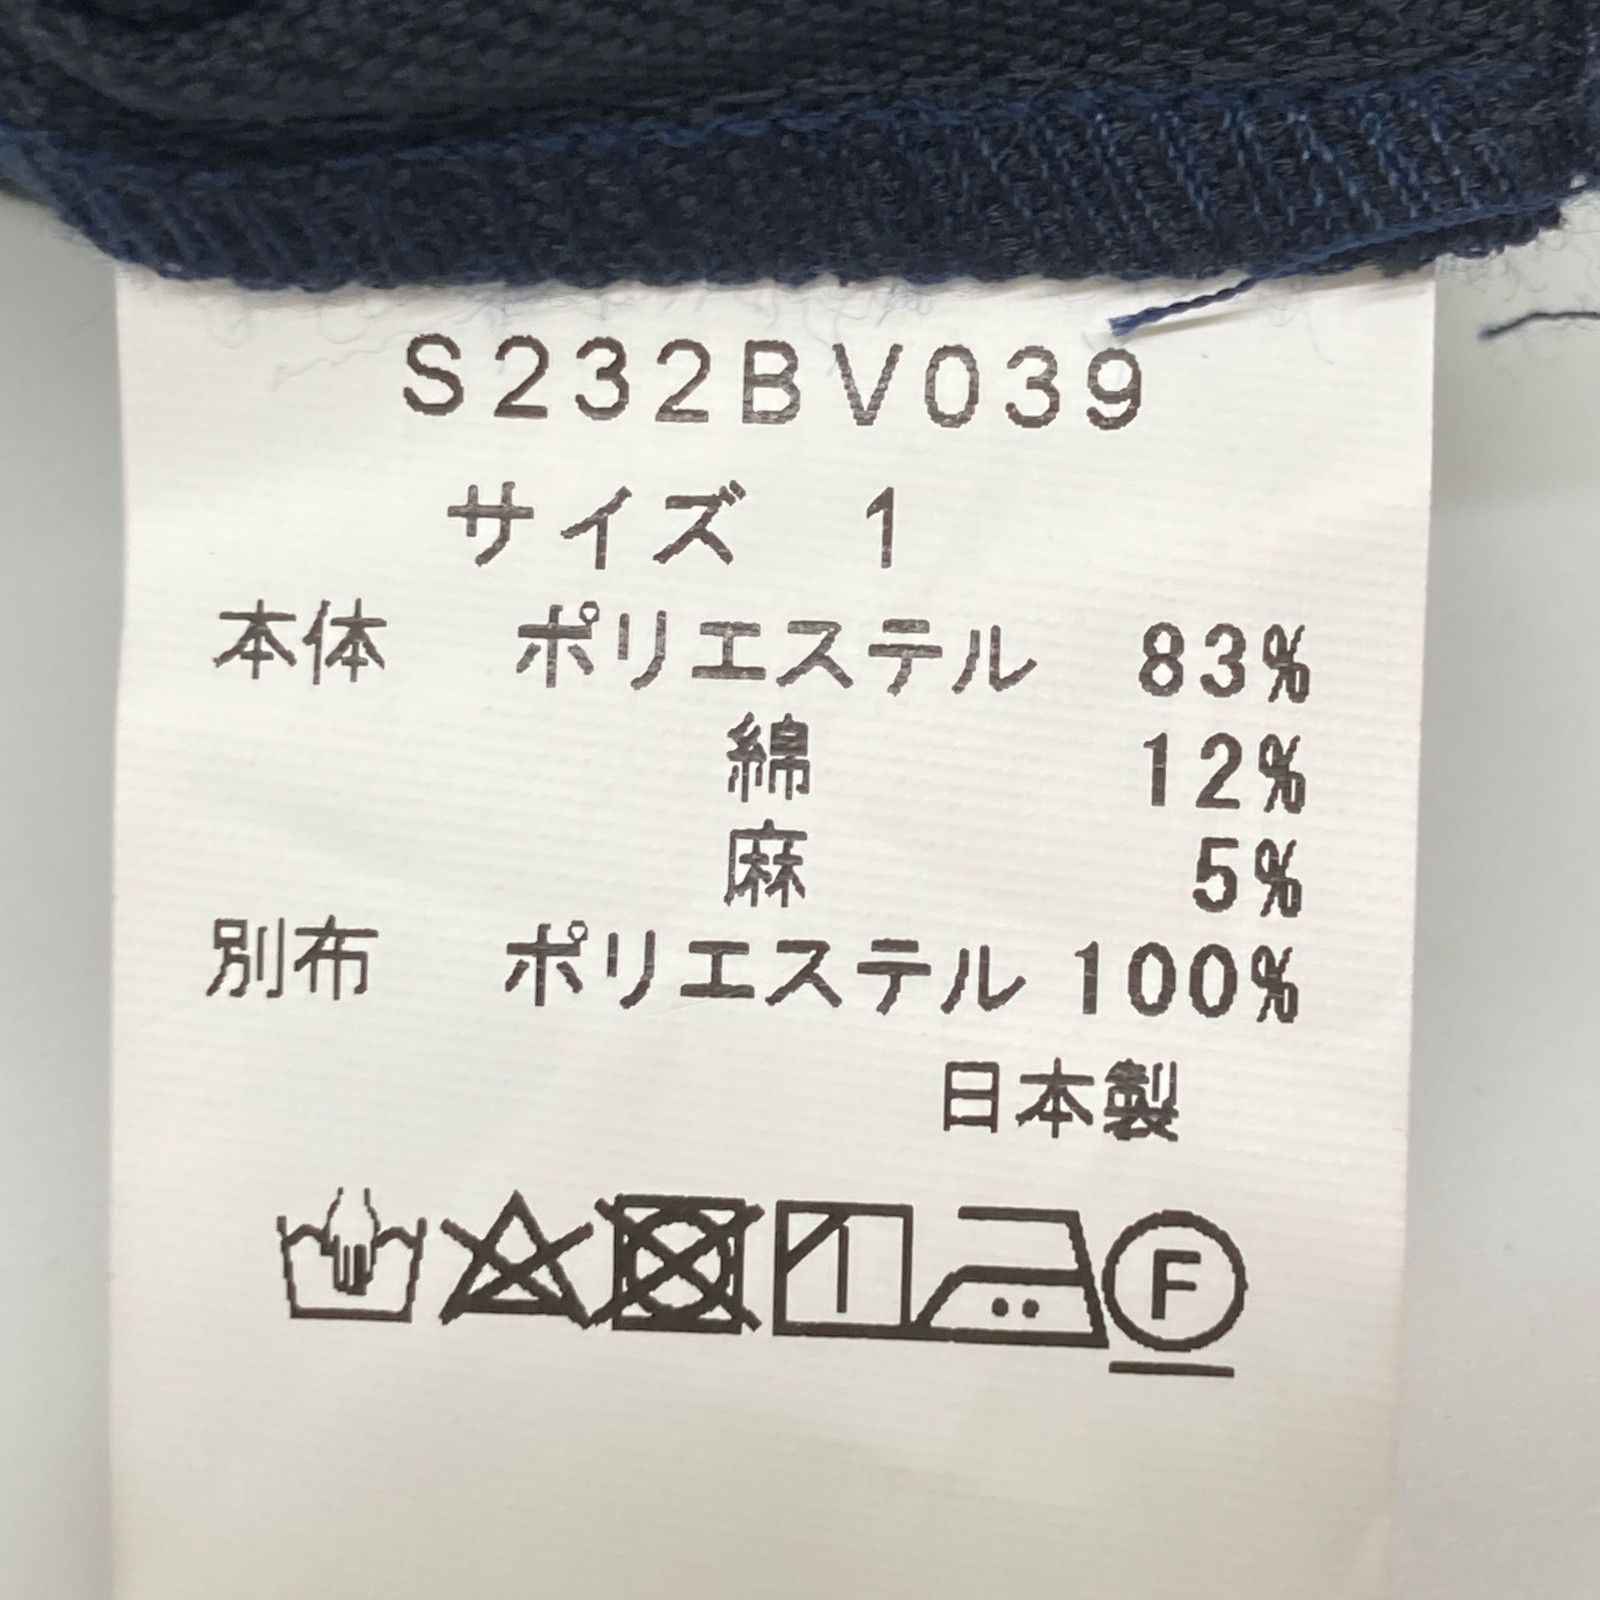 S232BV039
サイズ 1
本体 ポリエステル 83%
綿 12%
麻 5%
別布 ポリエステル 100%
日本製
F